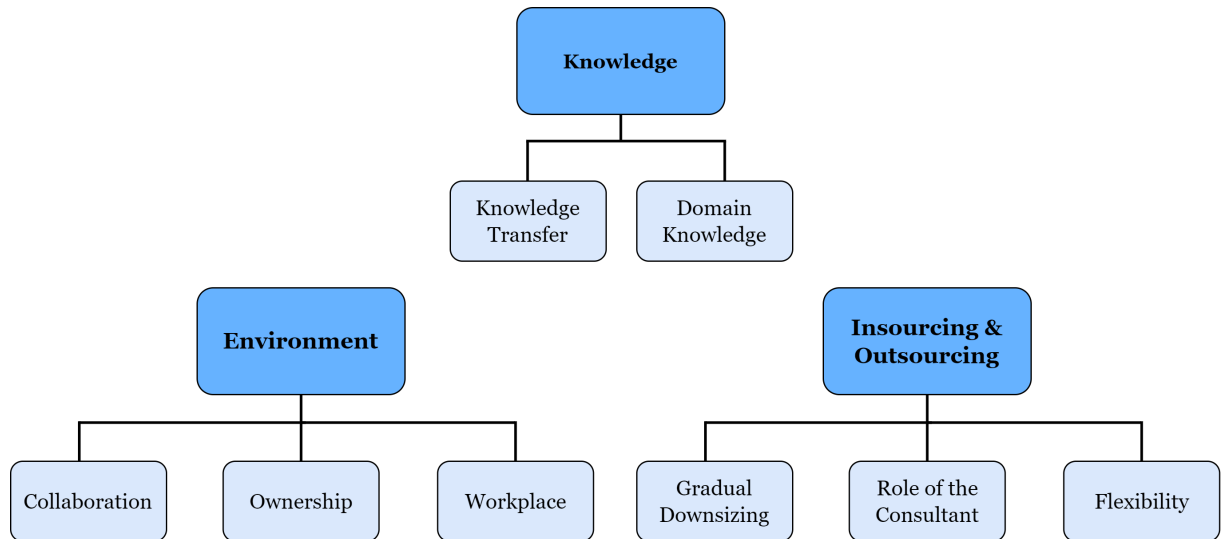 Knowledge
Knowledge
Transfer
Domain
Knowledge
Environment
Insourcing &
Outsourcing
Collaboration
Ownership
Workplace
Gradual
Downsizing
Role of the
Consultant
Flexibility